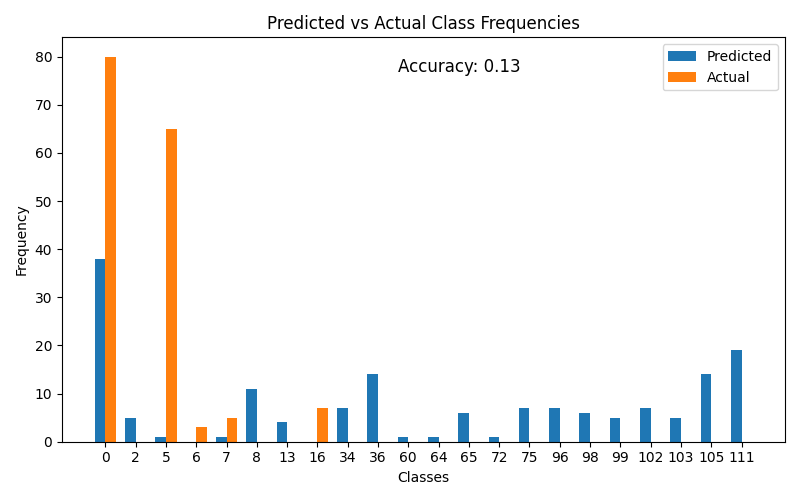 Predicted vs Actual Class Frequencies
Accuracy: 0.13
Predicted
Actual
Frequency
80
70
60
50
40
30
20
10
0
0 2 5 6 7 8 13 16 34 36 60 64 65 72 75 96 98 99 102 103 105 111
Classes